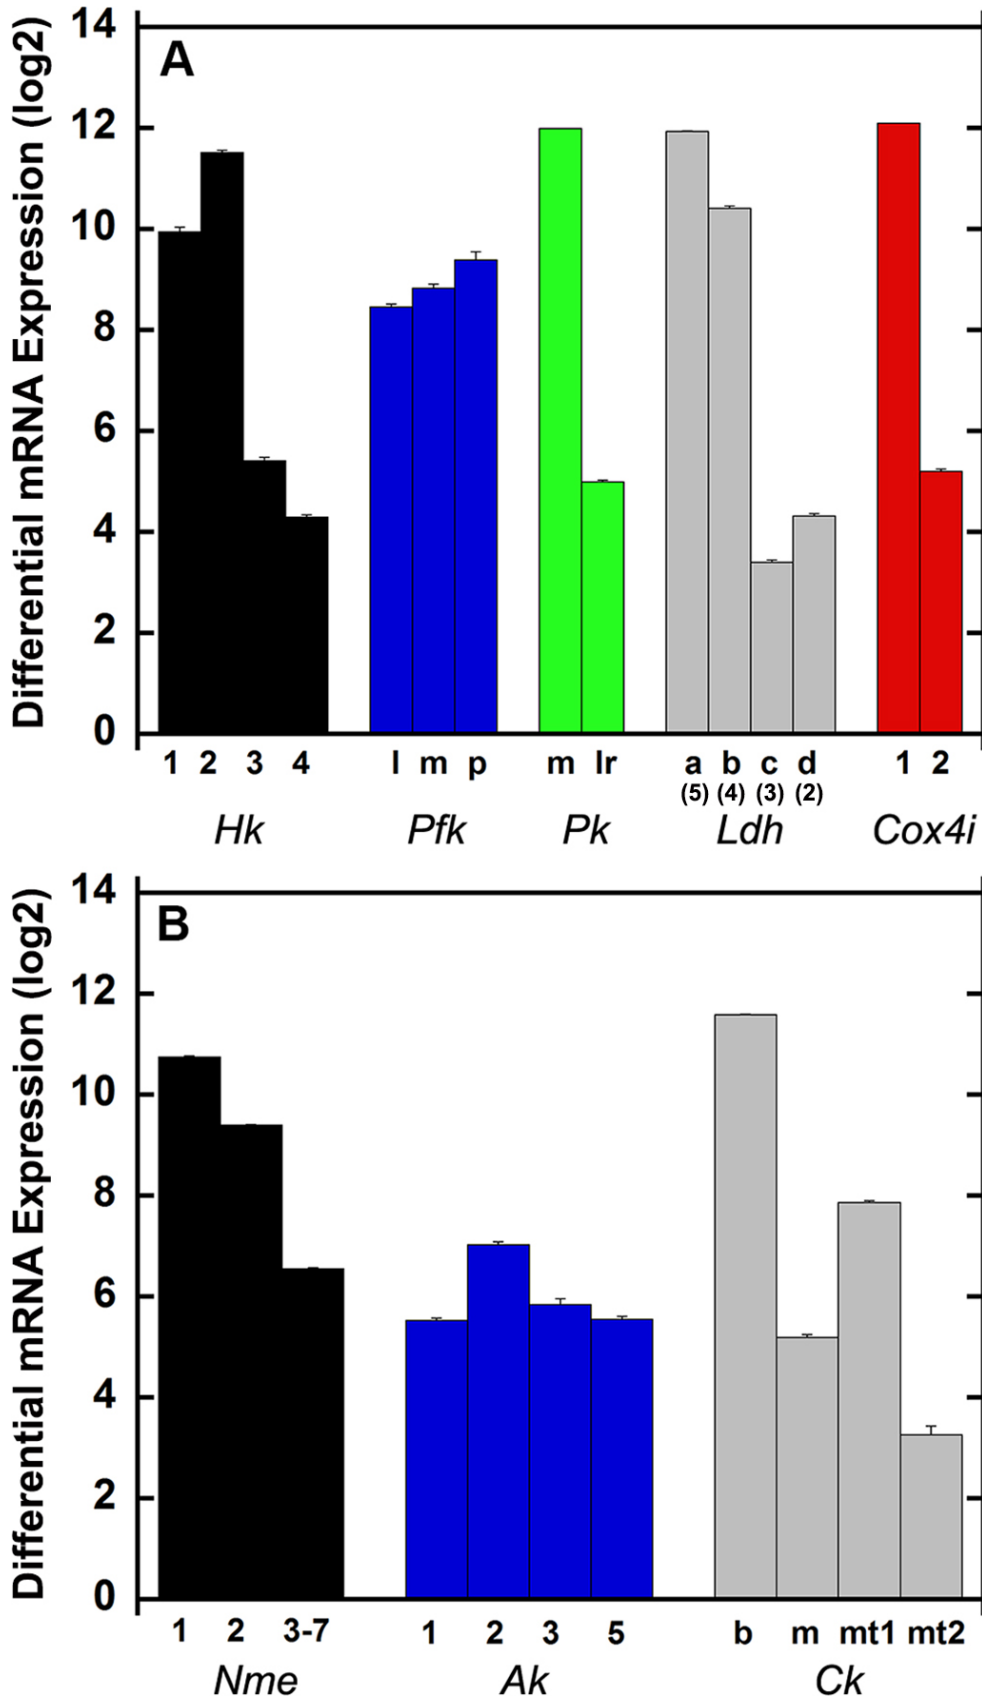 Differential mRNA Expression (log2)
14
12
10
8
6
4
2
0
A
1 2 3 4 l m p m lr a b c d 1 2
(5) (4) (3) (2)
Hk Pfk Pk Ldh Cox4i
Differential mRNA Expression (log2)
14
12
10
8
6
4
2
0
B
1 2 3-7 1 2 3 5 b m mt1 mt2
Nme Ak Ck